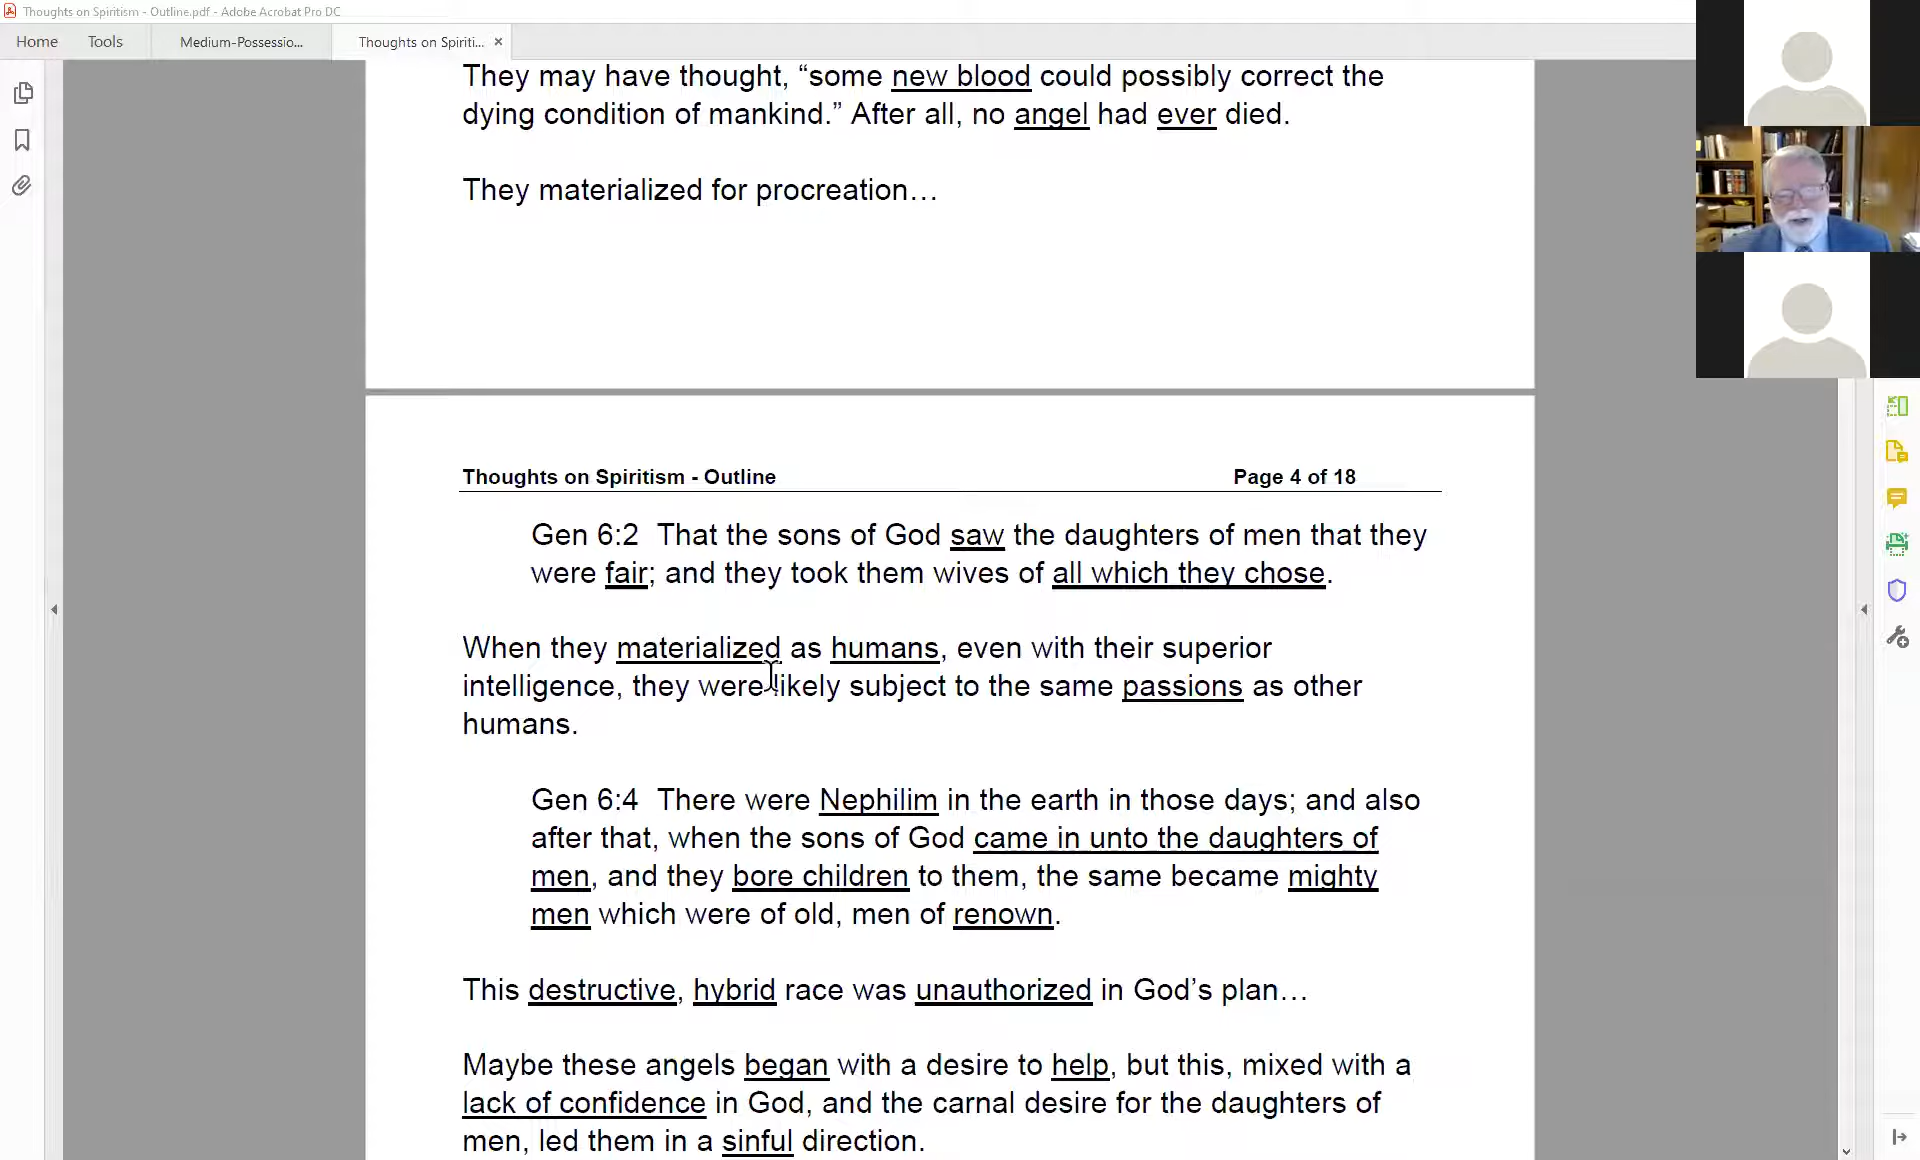 Thoughts on Spiritism - Outline.pdf - Adobe Acrobat Pro DC
Home Tools Medium-Possessio... Thoughts on Spiriti... ×
They may have thought, “some new blood could possibly correct the
dying condition of mankind.” After all, no angel had ever died.
They materialized for procreation…
Thoughts on Spiritism - Outline Page 4 of 18
Gen 6:2 That the sons of God saw the daughters of men that they
were fair; and they took them wives of all which they chose.
When they materialized as humans, even with their superior
intelligence, they were likely subject to the same passions as other
humans.
Gen 6:4 There were Nephilim in the earth in those days; and also
after that, when the sons of God came in unto the daughters of
men, and they bore children to them, the same became mighty
men which were of old, men of renown.
This destructive, hybrid race was unauthorized in God’s plan…
Maybe these angels began with a desire to help, but this, mixed with a
lack of confidence in God, and the carnal desire for the daughters of
men, led them in a sinful direction.